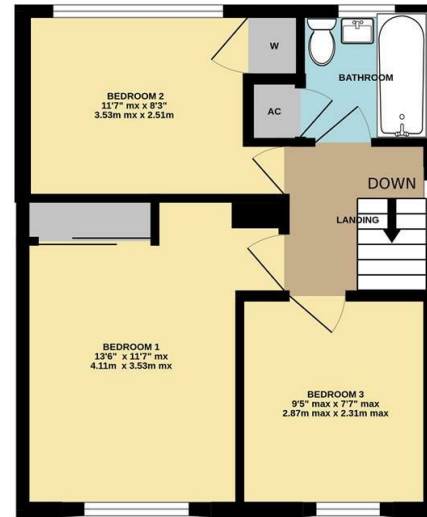 W
BEDROOM 2
11'7" mx x 8'3"
3.53m mx x 2.51m
BATHROOM
AC
DOWN
LANDING
BEDROOM 1
13'6" x 11'7" mx
4.11m x 3.53m mx
BEDROOM 3
9'5" max x 7'7" max
2.87m max x 2.31m max